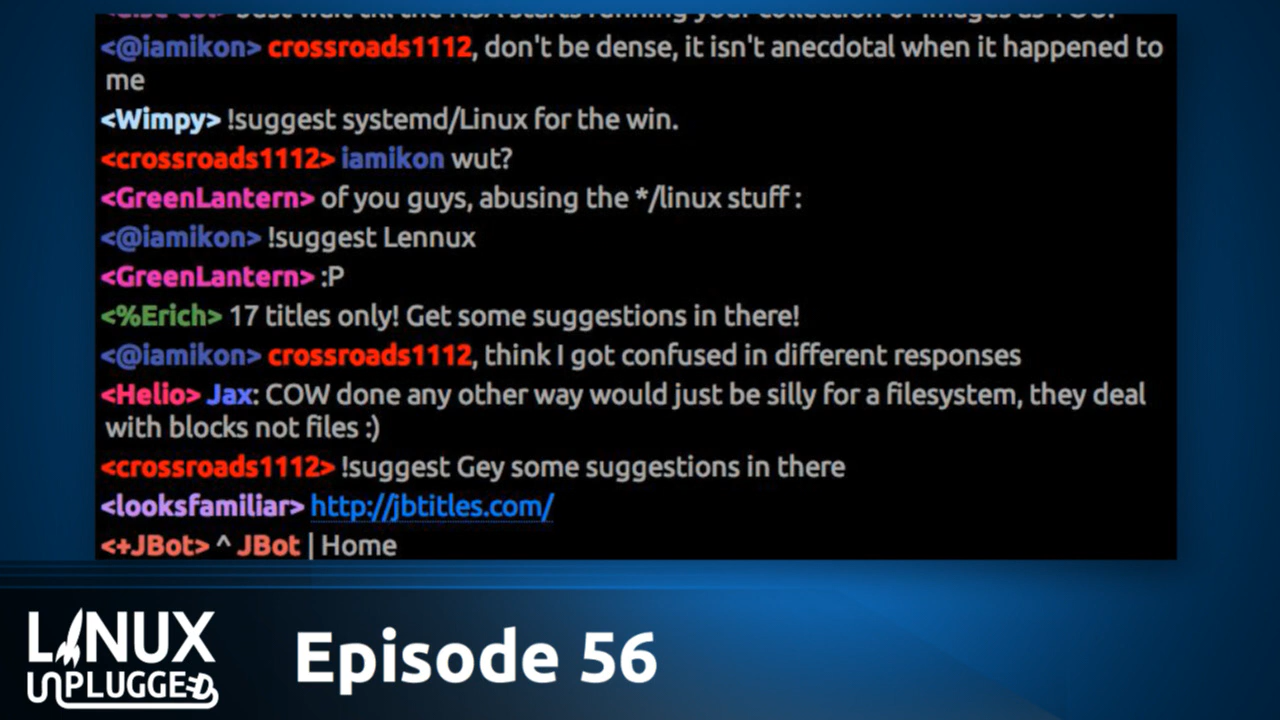 <@iamikon> crossroads1112, don't be dense, it isn't anecdotal when it happened to
me
<Wimpy> !suggest systemd/Linux for the win.
<crossroads1112> iamikon wut?
<GreenLantern> of you guys, abusing the */linux stuff :
<@iamikon> !suggest Lennux
<GreenLantern> :P
<%Erich> 17 titles only! Get some suggestions in there!
<@iamikon> crossroads1112, think I got confused in different responses
<Helio> Jax: COW done any other way would just be silly for a filesystem, they deal
with blocks not files :)
<crossroads1112> !suggest Gey some suggestions in there
<looksfamiliar> http://jbtitles.com/
<+JBot> ^ JBot | Home
LINUX
UNPLUGGED
Episode 56